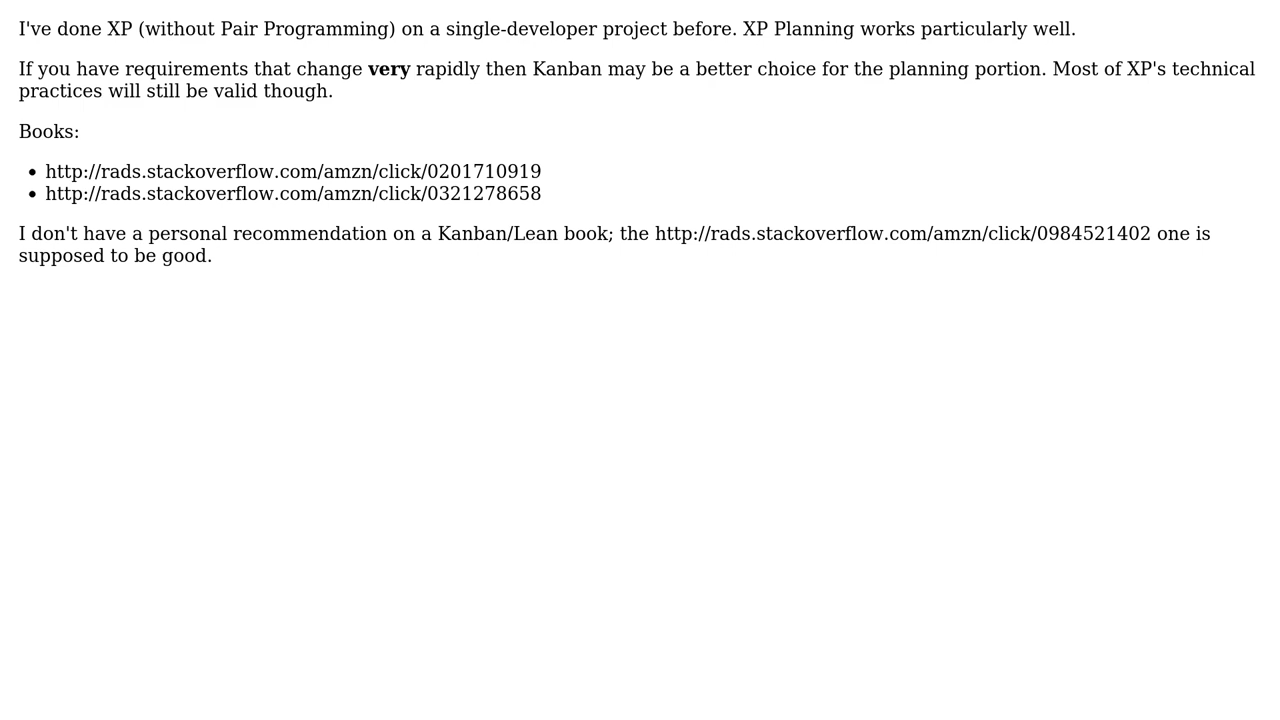 I've done XP (without Pair Programming) on a single-developer project before. XP Planning works particularly well.
If you have requirements that change very rapidly then Kanban may be a better choice for the planning portion. Most of XP's technical
practices will still be valid though.
Books:
• http://rads.stackoverflow.com/amzn/click/0201710919
• http://rads.stackoverflow.com/amzn/click/0321278658
I don't have a personal recommendation on a Kanban/Lean book; the http://rads.stackoverflow.com/amzn/click/0984521402 one is
supposed to be good.